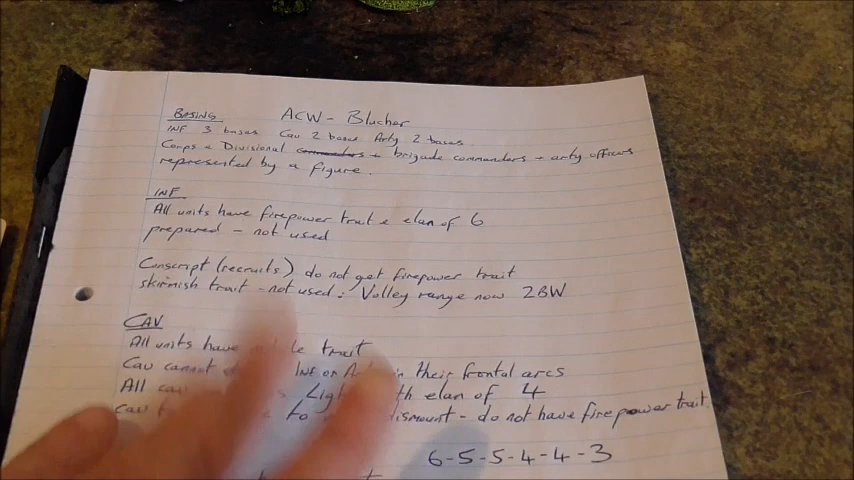 BASING ACW - Blucher
INF 3 bases Cav 2 bases Arty 2 bases
Corps + Divisional commanders + brigade commanders + arty officers
represented by a figure.
INF
All units have firepower trait & elan of 6
prepared - not used
Conscript (recruits) do not get firepower trait
skirmish trait - not used: Volley range now 2BW
CAV
All units have trait
Cav cannot INF or in their frontal arcs
All elan of 4
Cav to dismount - do not have firepower trait.
6-5-5-4-4-3